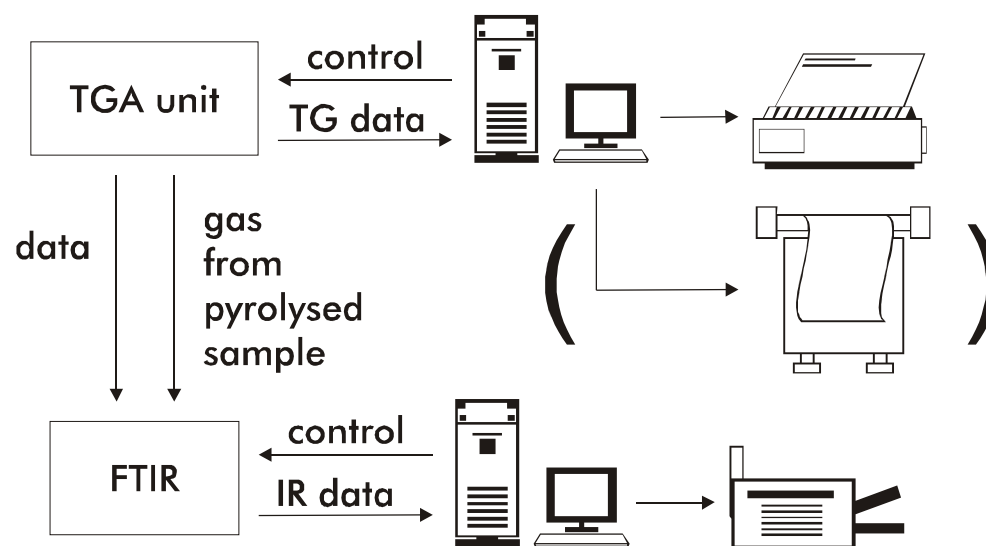 control
TGA unit
TG data
data
gas
from
pyrolysed
sample
control
FTIR
IR data